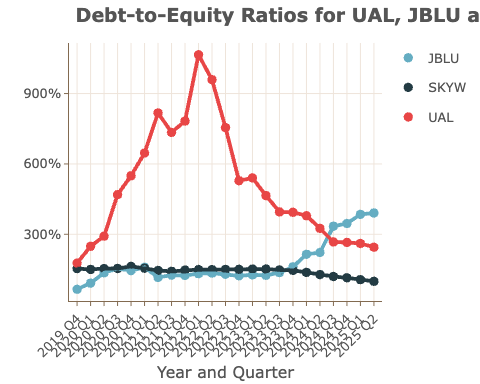 Debt-to-Equity Ratios for UAL, JBLU a
JBLU
SKYW
UAL
900%
600%
300%
2019 Q4
2020 Q1
2020 Q2
2020 Q3
2020 Q4
2021 Q1
2021 Q2
2021 Q3
2021 Q4
2022 Q1
2022 Q2
2022 Q3
2022 Q4
2023 Q1
2023 Q2
2023 Q3
2023 Q4
2024 Q1
2024 Q2
2024 Q3
2024 Q4
2025 Q1
2025 Q2
Year and Quarter